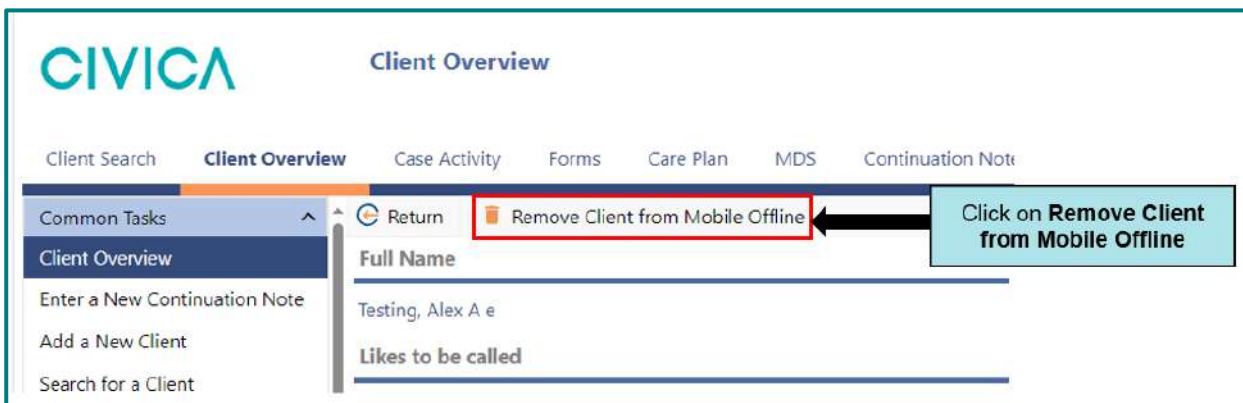 CIVICA
Client Overview
Client Search Client Overview Case Activity Forms Care Plan MDS Continuation Note
Common Tasks
Return Remove Client from Mobile Offline
Click on Remove Client
from Mobile Offline
Client Overview
Full Name
Enter a New Continuation Note
Testing, Alex A e
Add a New Client
Likes to be called
Search for a Client